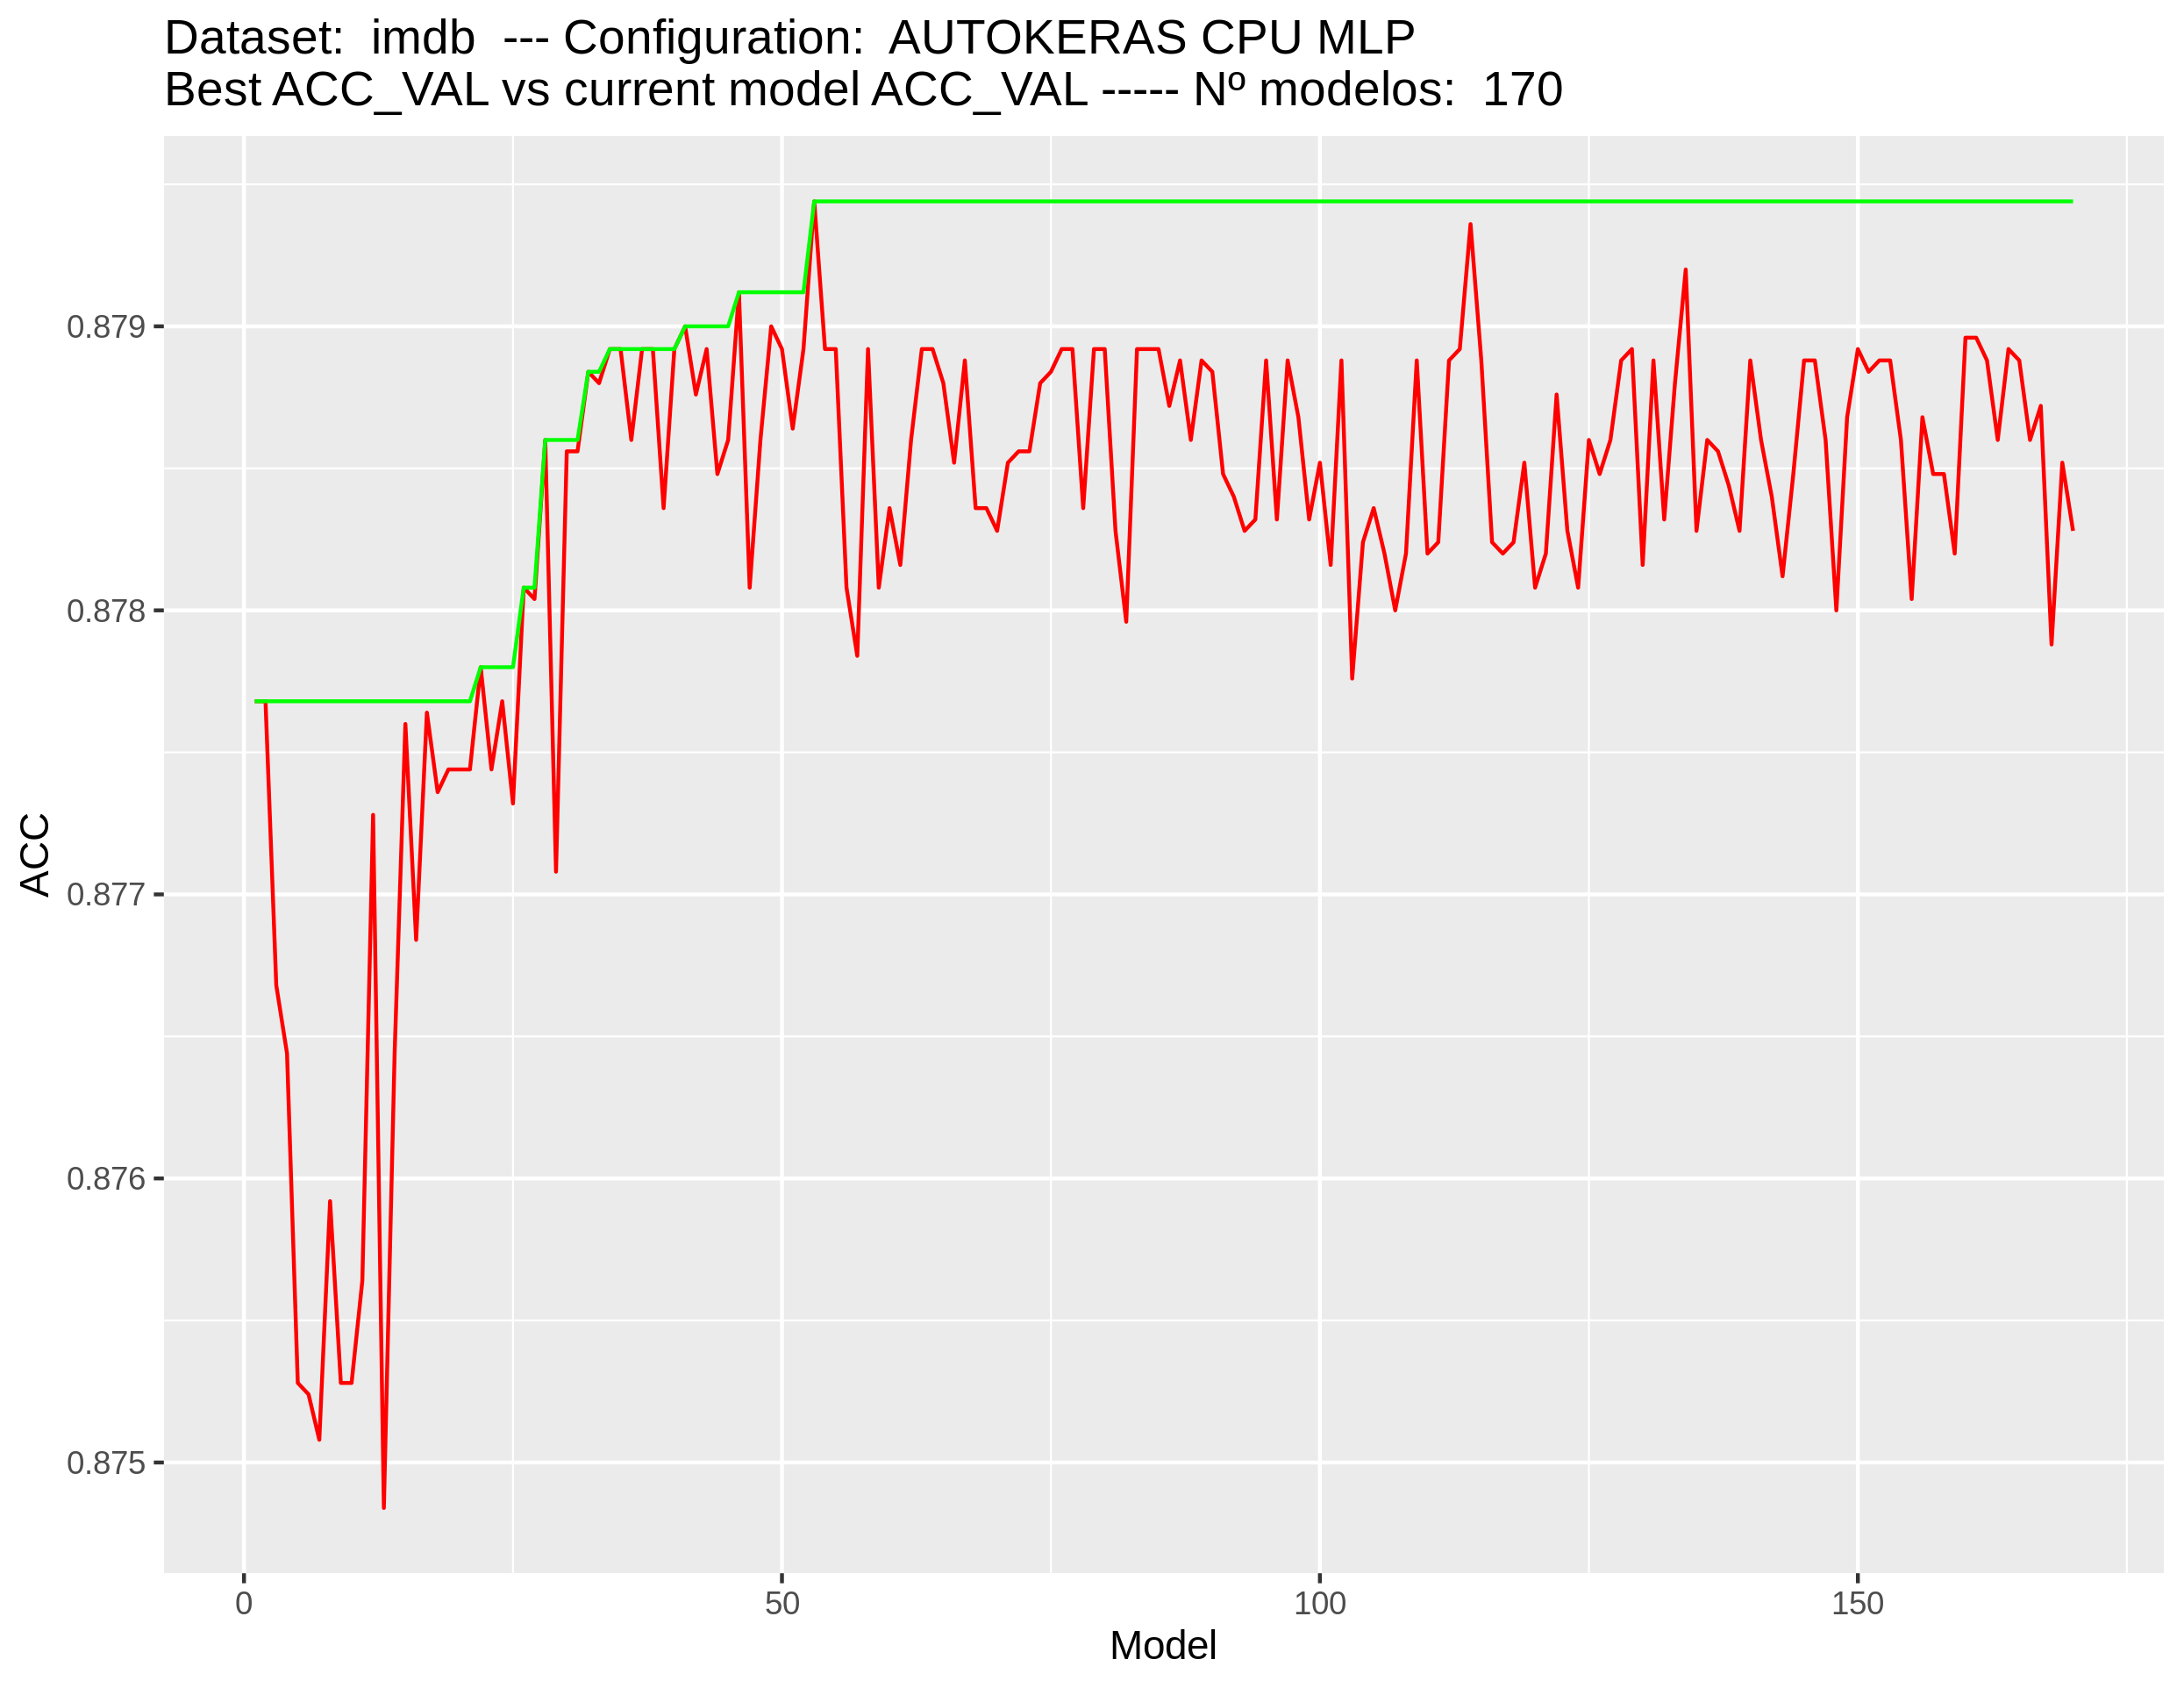 Dataset:  imdb  --- Configuration:  AUTOKERAS CPU MLP
Best ACC_VAL vs current model ACC_VAL ----- Nº modelos:  170
ACC
0.879
0.878
0.877
0.876
0.875
0 50 100 150
Model